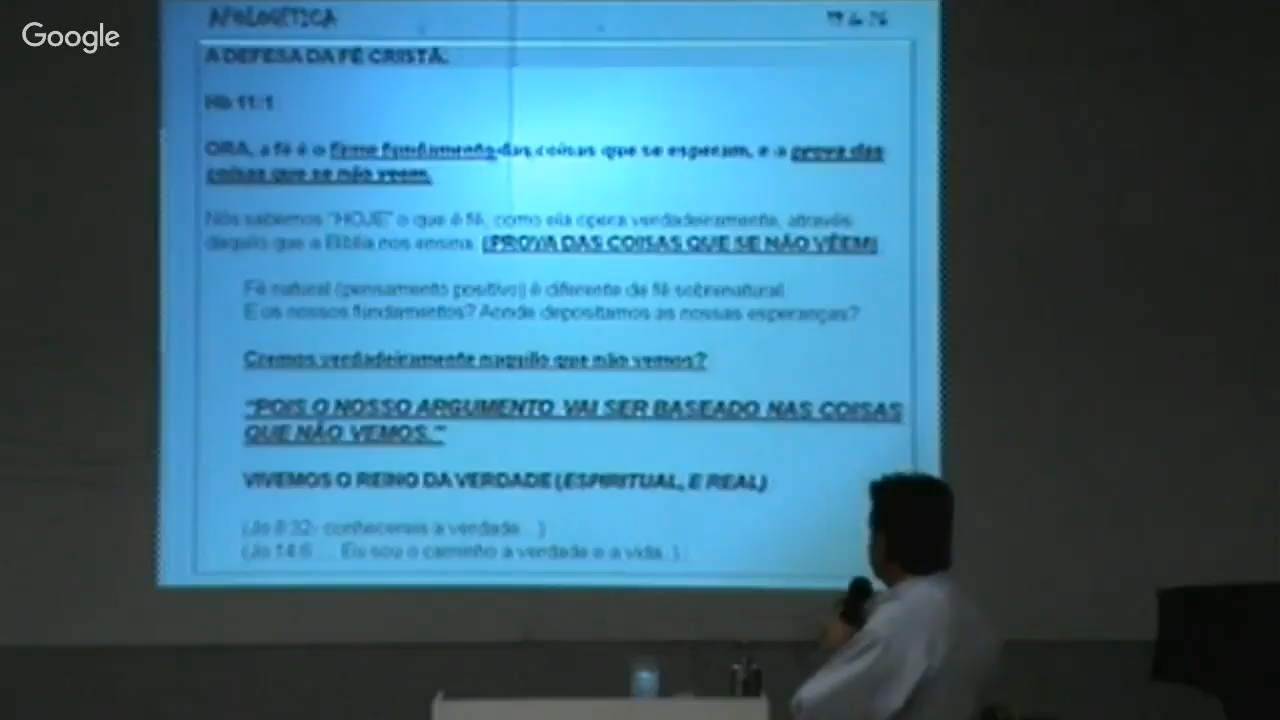 Google
APOLOGÉTICA
A DEFESA DA FÉ CRISTÃ.
Hb 11:1
ORA, a fé é o firme fundamento das coisas que se esperam, e a prova das
coisas que se não veem.
Nós sabemos "HOJE" o que é fé, como ela opera verdadeiramente, através
daquilo que a Bíblia nos ensina. (PROVA DAS COISAS QUE SE NÃO VÊEM)
Fé natural (pensamento positivo) é diferente de fé sobrenatural.
E os nossos fundamentos? Aonde depositamos as nossas esperanças?
Cremos verdadeiramente naquilo que não vemos?
"POIS O NOSSO ARGUMENTO VAI SER BASEADO NAS COISAS
QUE NÃO VEMOS."
VIVEMOS O REINO DA VERDADE (ESPIRITUAL, E REAL)
(Jo 8:32- conhecereis a verdade...)
(Jo 14:6 ... Eu sou o caminho a verdade e a vida..)